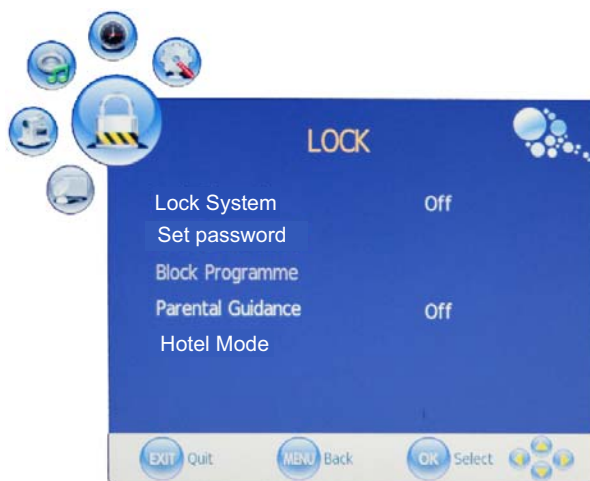 LOCK
Lock System Off
Set password
Block Programme
Parental Guidance Off
Hotel Mode
EXIT Quit MENU Back OK Select